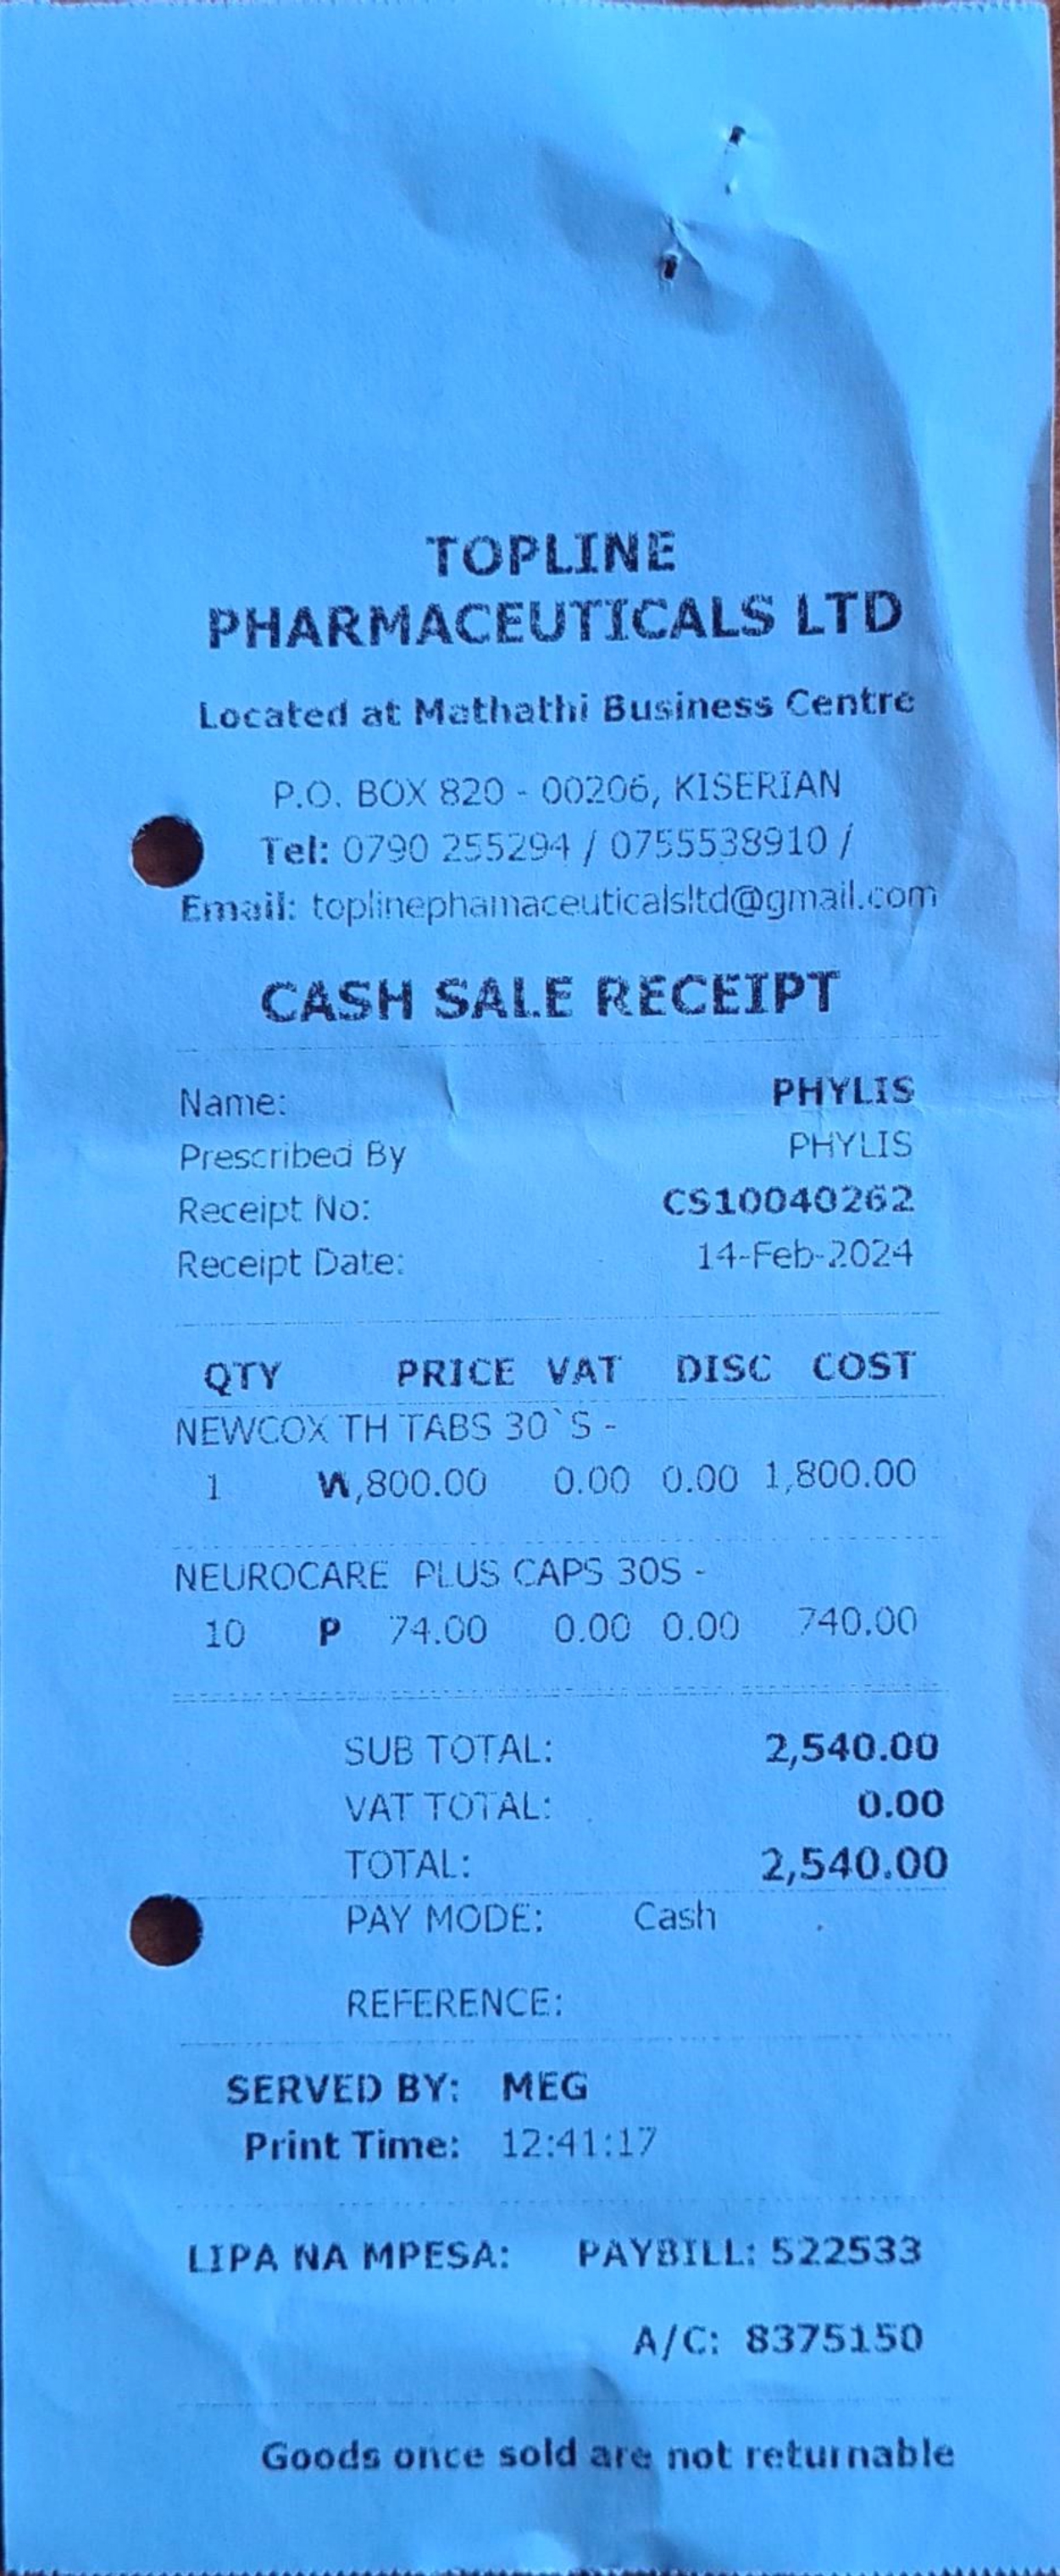 TOPLINE
PHARMACEUTICALS LTD
Located at Mathathi Business Centre
P.O. BOX 820 - 00206, KISERIAN
Tel: 0790 255294 / 0755538910 /
Email: toplinephamaceuticalsltd@gmail.com
CASH SALE RECEIPT
Name: PHYLIS
Prescribed By PHYLIS
Receipt No: CS10040262
Receipt Date: 14-Feb-2024
QTY PRICE VAT DISC COST
NEWCOX TH TABS 30`S -
1 W,800.00 0.00 0.00 1,800.00
NEUROCARE PLUS CAPS 30S -
10 P 74.00 0.00 0.00 740.00
SUB TOTAL: 2,540.00
VAT TOTAL: 0.00
TOTAL: 2,540.00
PAY MODE: Cash
REFERENCE:
SERVED BY: MEG
Print Time: 12:41:17
LIPA NA MPESA: PAYBILL: 522533
A/C: 8375150
Goods once sold are not returnable